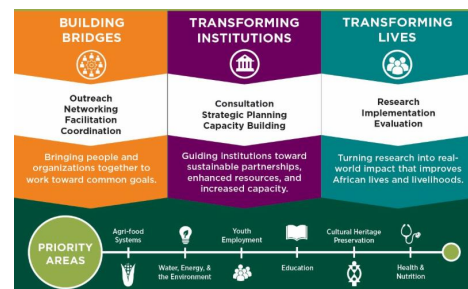 BUILDING
BRIDGES
Outreach
Networking
Facilitation
Coordination
Bringing people and
organizations together to
work toward common goals.
TRANSFORMING
INSTITUTIONS
Consultation
Strategic Planning
Capacity Building
Guiding institutions toward
sustainable partnerships,
enhanced resources, and
increased capacity.
TRANSFORMING
LIVES
Research
Implementation
Evaluation
Turning research into real-
world impact that improves
African lives and livelihoods.
PRIORITY
AREAS
Agri-food
Systems
Water, Energy, &
the Environment
Youth
Employment
Education
Cultural Heritage
Preservation
Health &
Nutrition